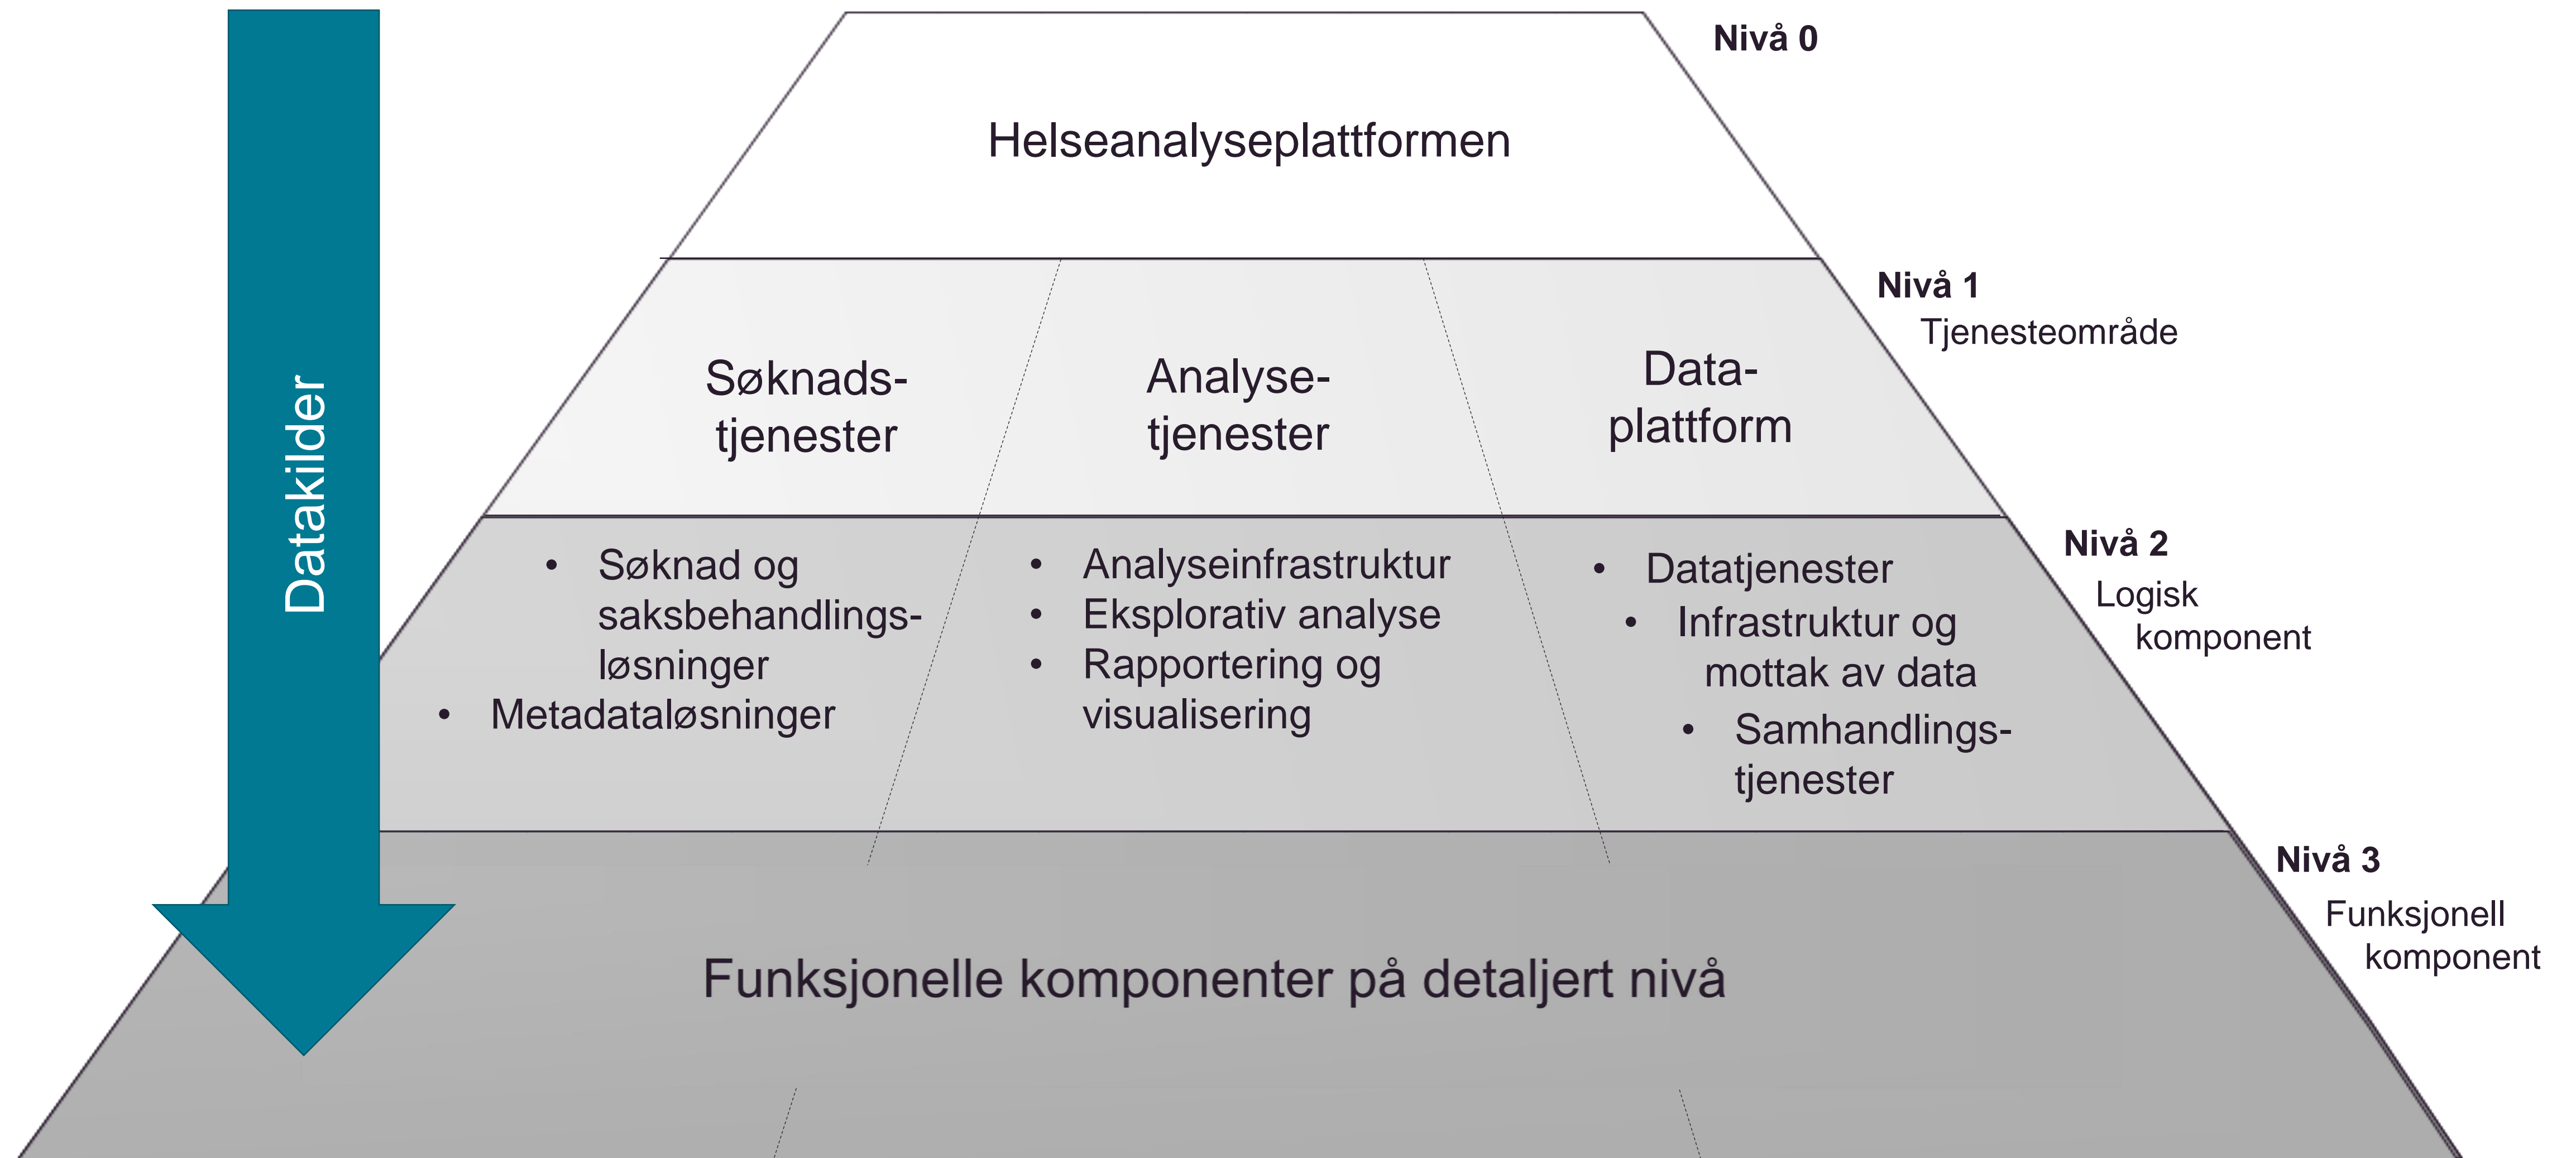 Nivå 0
Helseanalyseplattformen
Datakilder
Nivå 1
Tjenesteområde
Søknads-
tjenester
Analyse-
tjenester
Data-
plattform
Nivå 2
Logisk
komponent
• Søknad og
saksbehandlings-
løsninger
• Metadataløsninger
• Analyseinfrastruktur
• Eksplorativ analyse
• Rapportering og
visualisering
• Datatjenester
• Infrastruktur og
mottak av data
• Samhandlings-
tjenester
Nivå 3
Funksjonell
komponent
Funksjonelle komponenter på detaljert nivå